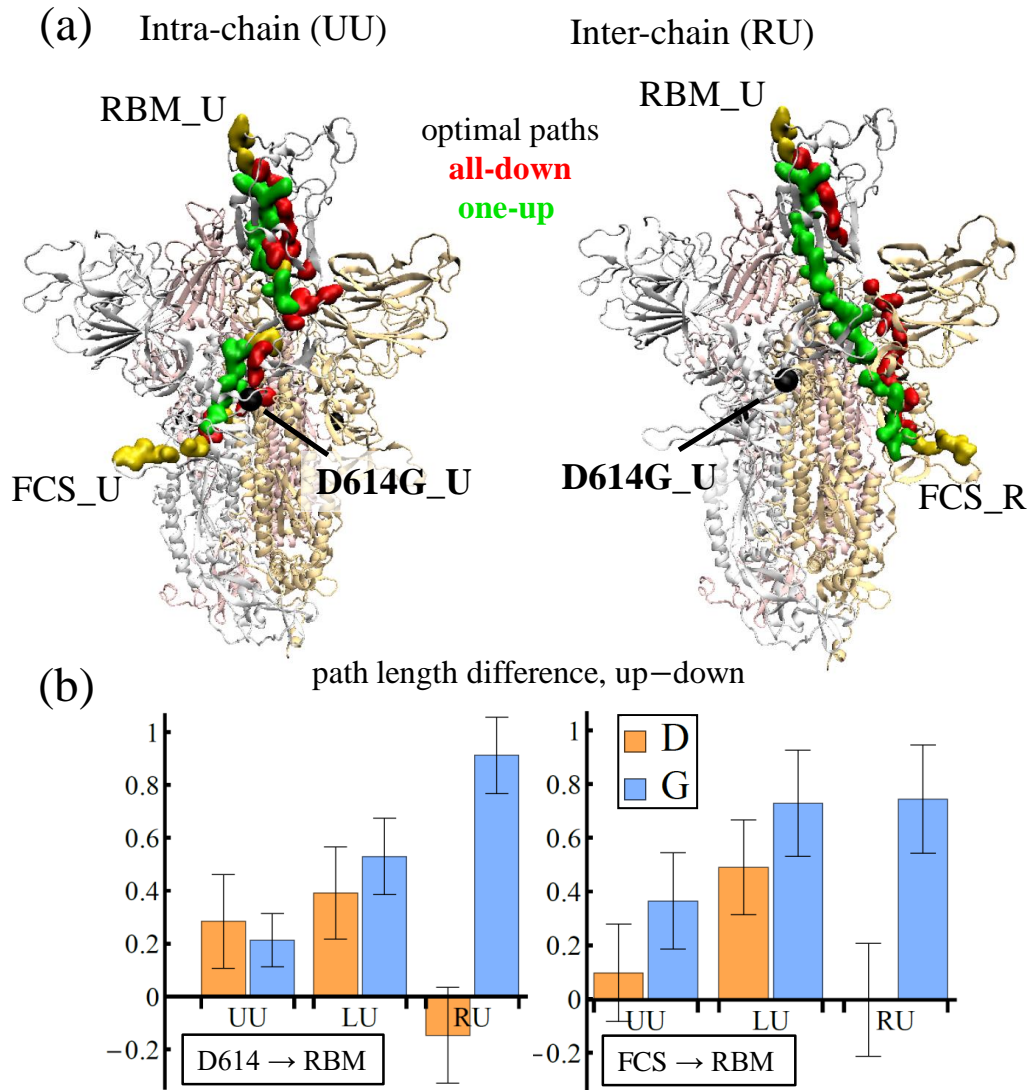 (a) Intra-chain (UU) Inter-chain (RU)
RBM_U RBM_U
optimal paths
all-down
one-up
D614G_U D614G_U
FCS_U FCS_R
(b) path length difference, up−down
1 1
0.8 0.8
0.6 0.6
0.4 0.4
0.2 0.2
0 0
−0.2 -0.2
D
G
UU LU RU
UU LU RU
D614 → RBM
FCS → RBM